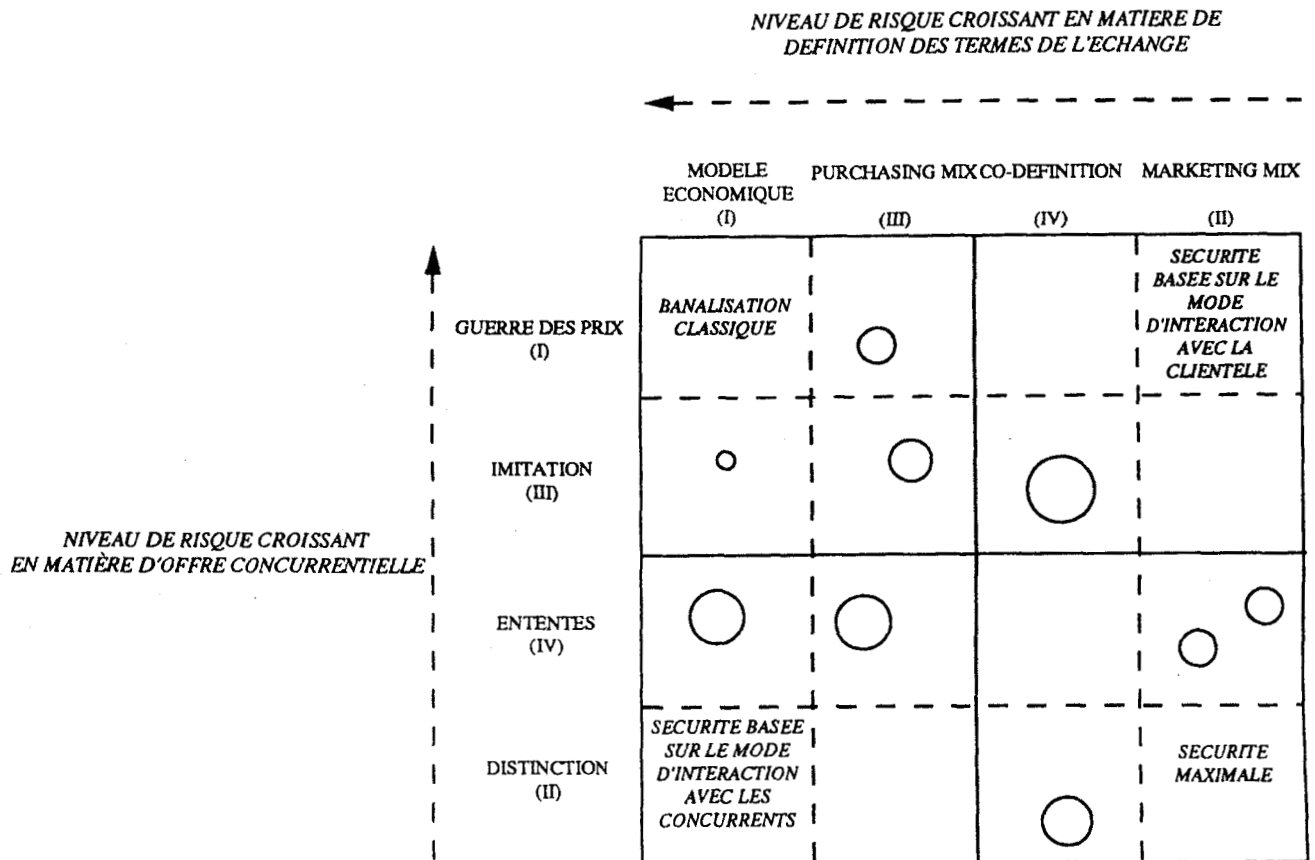 NIVEAU DE RISQUE CROISSANT EN MATIERE DE
DEFINITION DES TERMES DE L'ECHANGE
MODELE
ECONOMIQUE
(I)
PURCHASING MIX
(III)
CO-DEFINITION
(IV)
MARKETING MIX
(II)
GUERRE DES PRIX
(I)
BANALISATION
CLASSIQUE
SECURITE
BASEE SUR LE
MODE
D'INTERACTION
AVEC LA
CLIENTELE
IMITATION
(III)
NIVEAU DE RISQUE CROISSANT
EN MATIÈRE D'OFFRE CONCURRENTIELLE
ENTENTES
(IV)
DISTINCTION
(II)
SECURITE BASEE
SUR LE MODE
D'INTERACTION
AVEC LES
CONCURRENTS
SECURITE
MAXIMALE